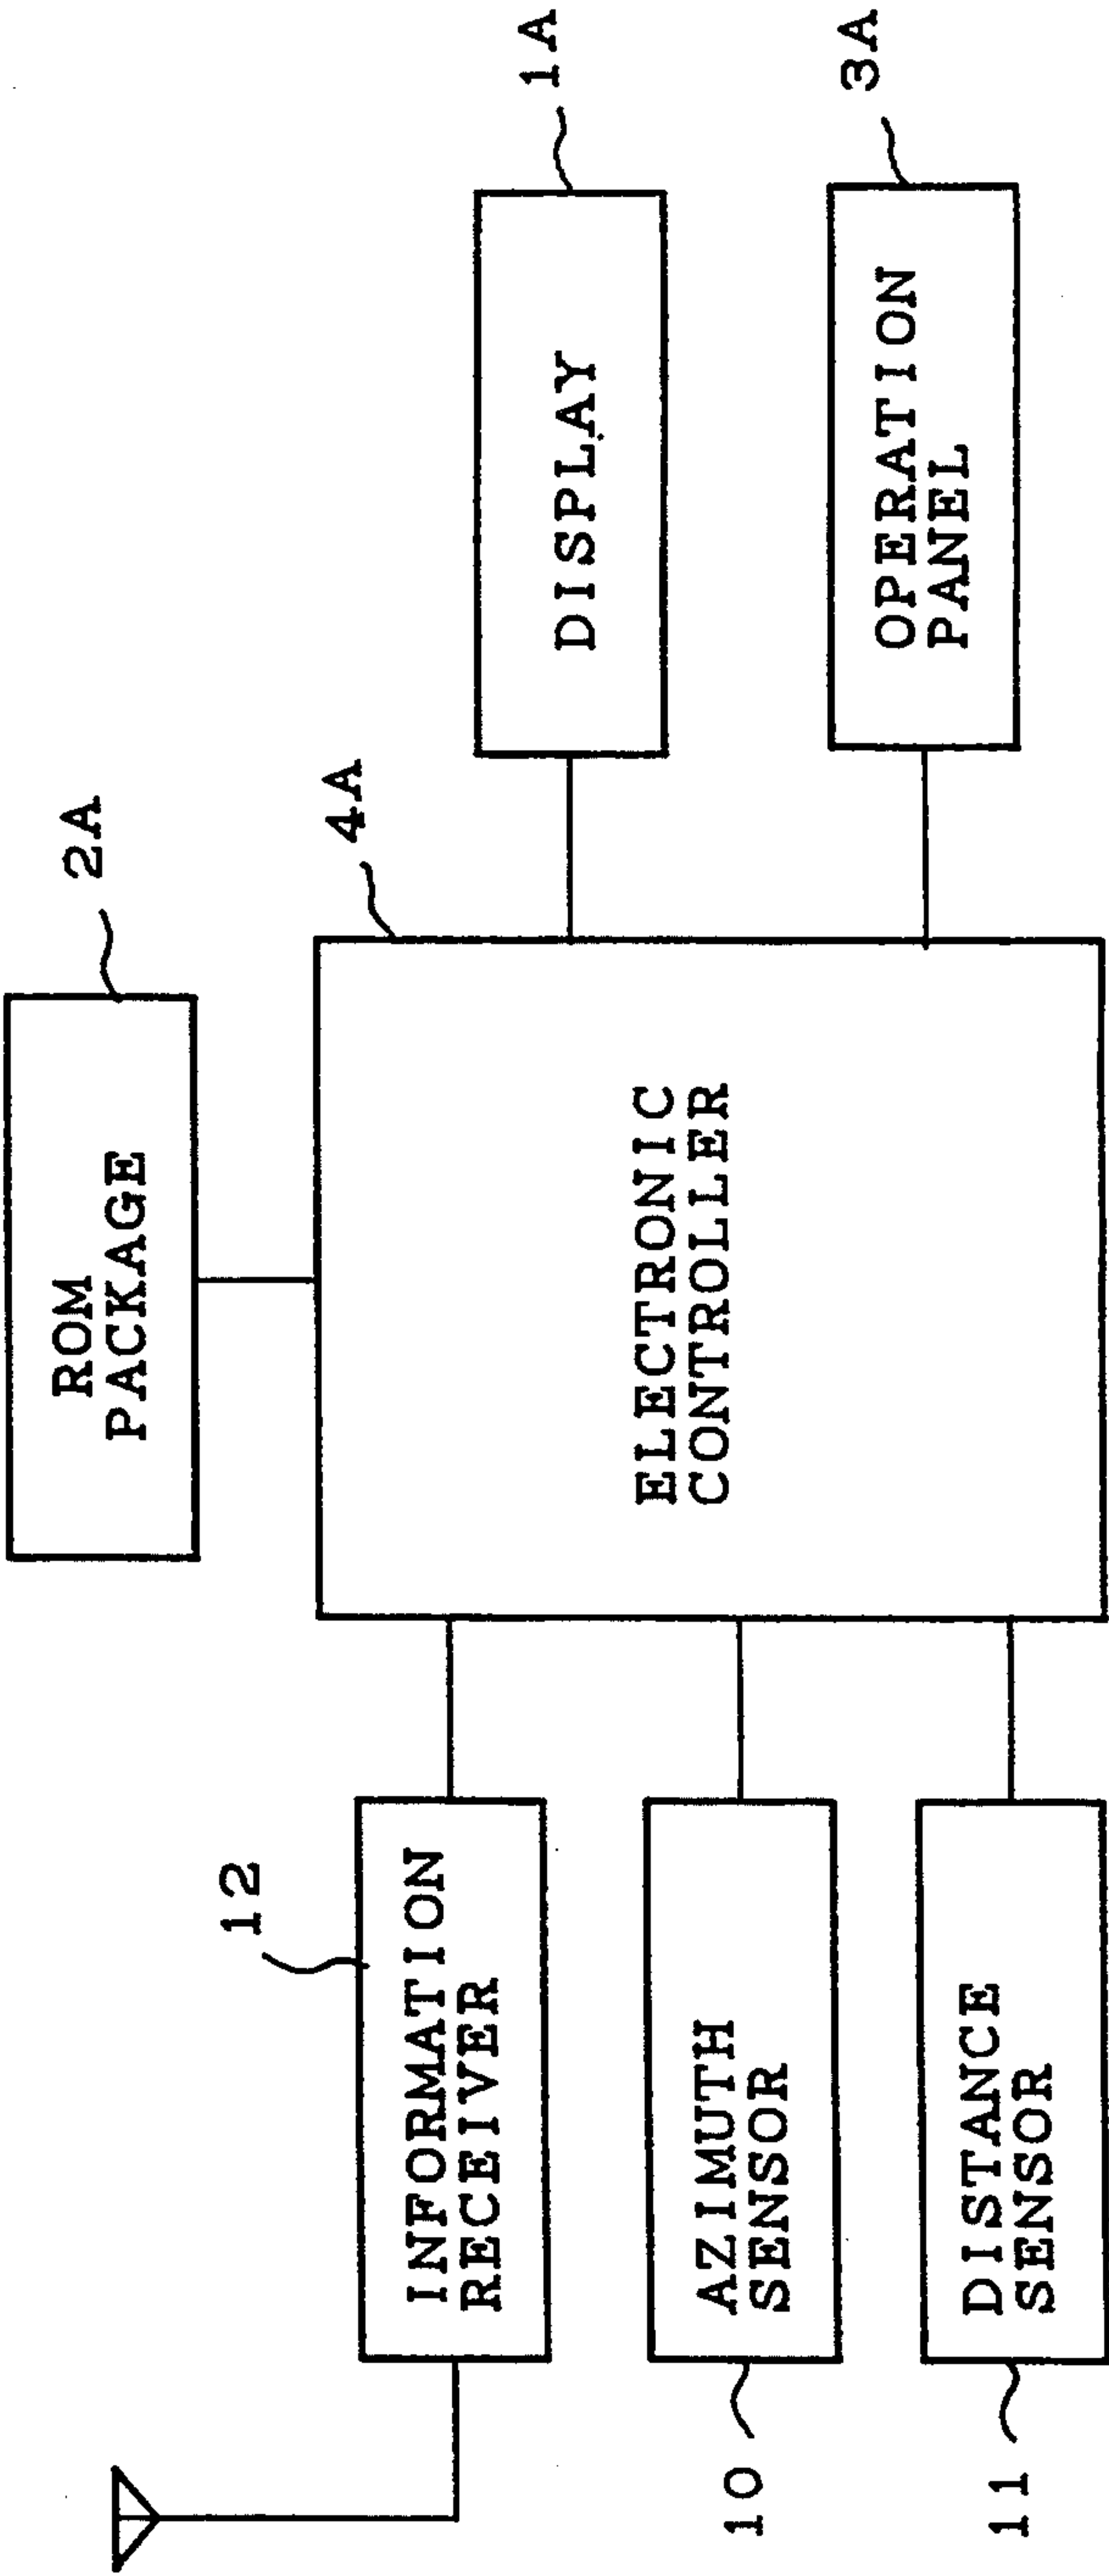 2A
ROM
PACKAGE
4A
12
INFORMATION
RECEIVER
1A
DISPLAY
ELECTRONIC
CONTROLLER
10
AZIMUTH
SENSOR
3A
OPERATION
PANEL
11
DISTANCE
SENSOR